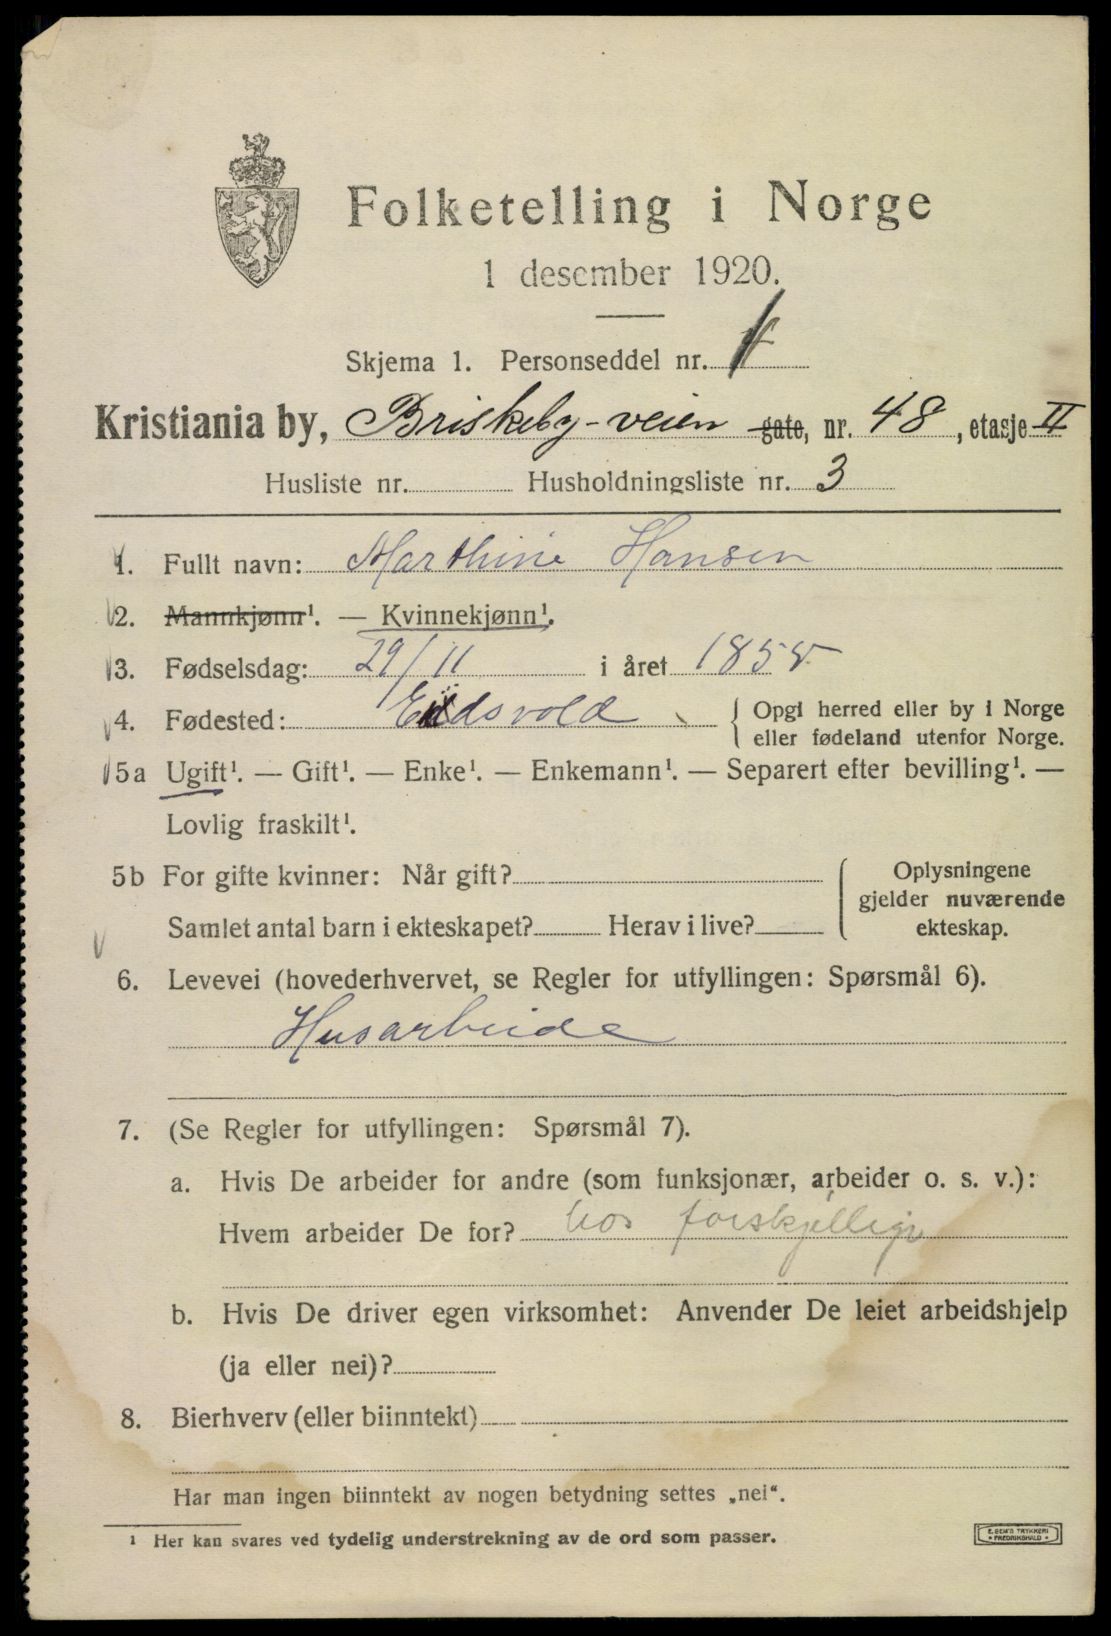 Folketelling i Norge
1 desember 1920.
Skjema 1. Personseddel nr.
Kristiania by, Briskeby-veien gate, nr. 48, etasje II
Husliste nr. Husholdningsliste nr. 3
1. Fullt navn: Marthine Hansen
2. Mannkjønn¹. — Kvinnekjønn¹.
3. Fødselsdag: 29/11 i året 1858
4. Fødested: Eidsvold { Opgi herred eller by i Norge
eller fødeland utenfor Norge.
5a Ugift¹. — Gift¹. — Enke¹. — Enkemann¹. — Separert efter bevilling¹. —
Lovlig fraskilt¹.
5b For gifte kvinner: Når gift? { Oplysningene
gjelder nuværende
Samlet antal barn i ekteskapet? Herav i live? ekteskap.
6. Levevei (hovederhvervet, se Regler for utfyllingen: Spørsmål 6).
Husarbeide
7. (Se Regler for utfyllingen: Spørsmål 7).
a. Hvis De arbeider for andre (som funksjonær, arbeider o. s. v.):
Hvem arbeider De for? hos forskjellige
b. Hvis De driver egen virksomhet: Anvender De leiet arbeidshjelp
(ja eller nei)?
8. Bierhverv (eller biinntekt)
Har man ingen biinntekt av nogen betydning settes „nei“.
¹ Her kan svares ved tydelig understrekning av de ord som passer.
E. SEM'S TRYKKERI
FREDRIKSHALD